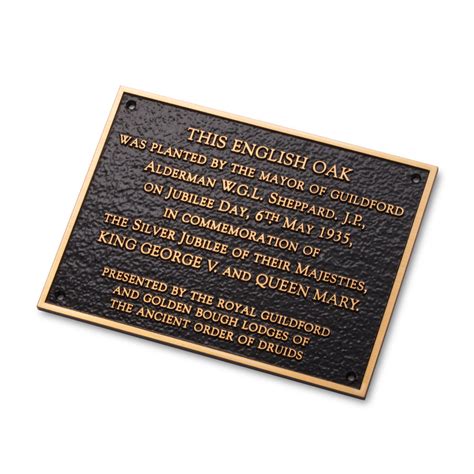 THIS ENGLISH OAK
WAS PLANTED BY THE MAYOR OF GUILDFORD
ALDERMAN W.G.L. SHEPPARD, J.P.,
ON JUBILEE DAY, 6TH MAY 1935,
IN COMMEMORATION OF
THE SILVER JUBILEE OF THEIR MAJESTIES,
KING GEORGE V. AND QUEEN MARY.
PRESENTED BY THE ROYAL GUILDFORD
AND GOLDEN BOUGH LODGES OF
THE ANCIENT ORDER OF DRUIDS